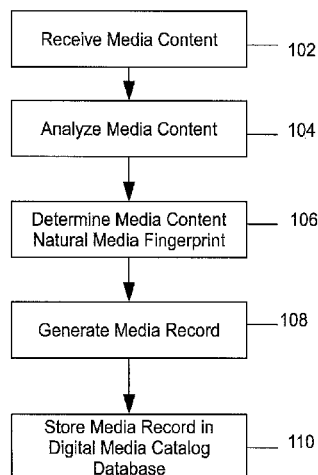 Receive Media Content
102
Analyze Media Content
104
Determine Media Content
Natural Media Fingerprint
106
Generate Media Record
108
Store Media Record in
Digital Media Catalog
Database
110